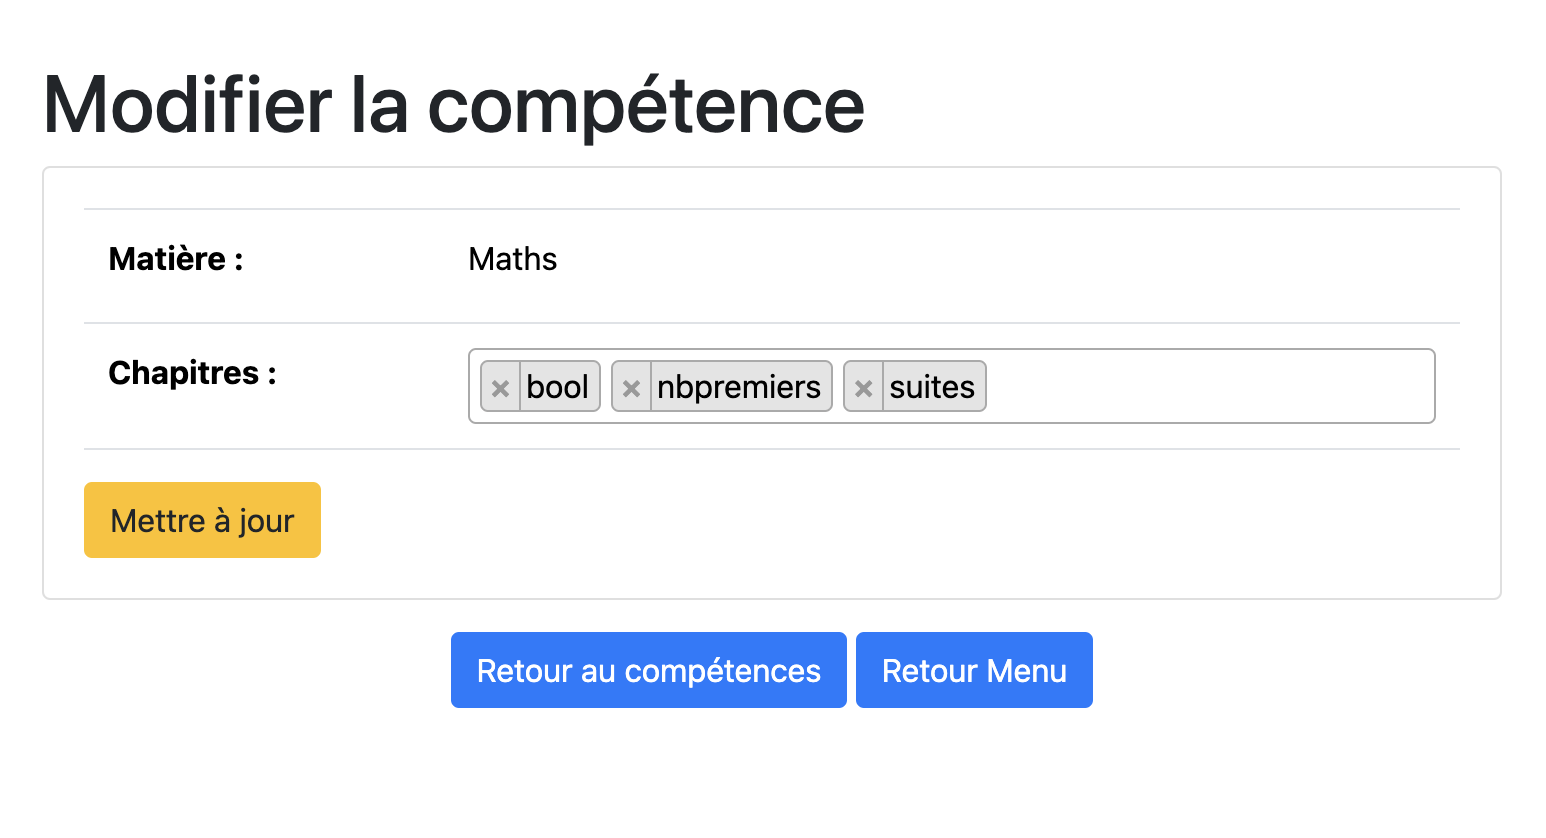 Modifier la compétence
Matière : Maths
Chapitres : × bool × nbpremiers × suites
Mettre à jour
Retour au compétences Retour Menu